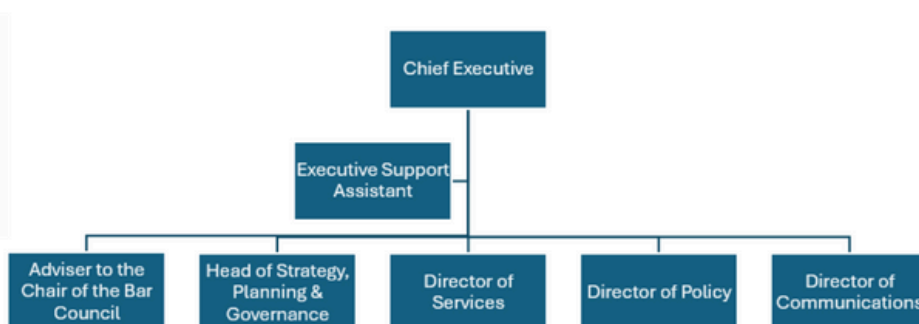 Chief Executive
Executive Support
Assistant
Adviser to the
Chair of the Bar
Council
Head of Strategy,
Planning &
Governance
Director of
Services
Director of Policy
Director of
Communications